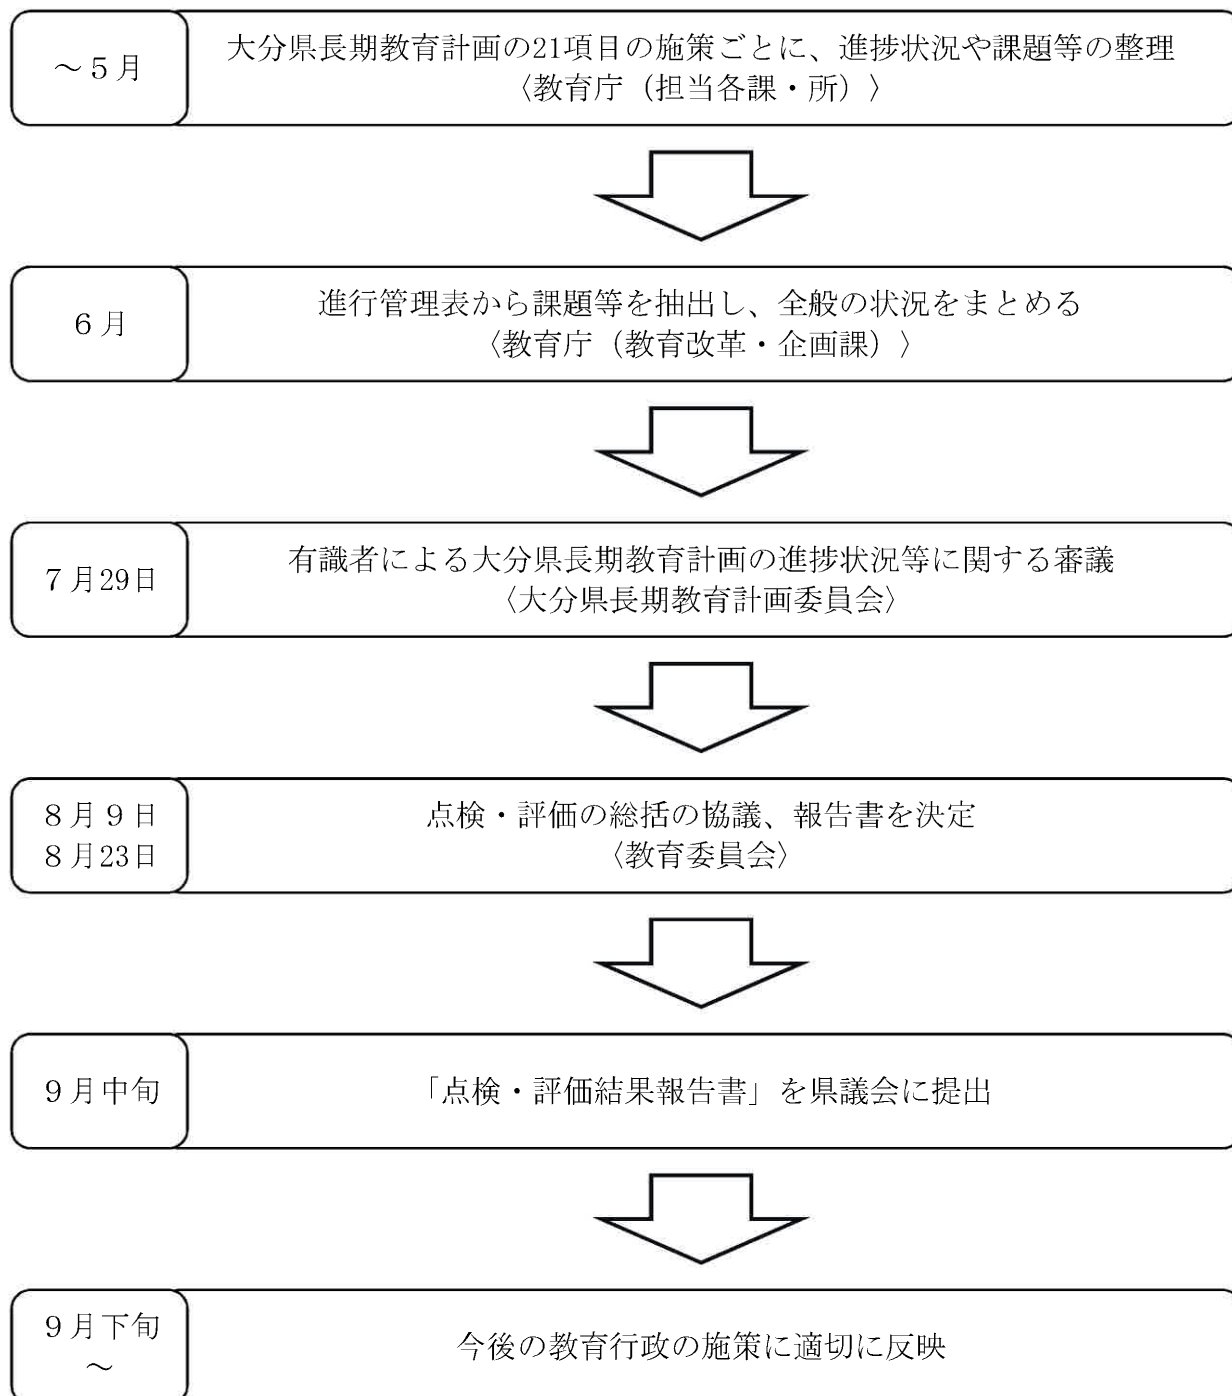 ～５月
大分県長期教育計画の21項目の施策ごとに、進捗状況や課題等の整理
〈教育庁（担当各課・所）〉
６月
進行管理表から課題等を抽出し、全般の状況をまとめる
〈教育庁（教育改革・企画課）〉
７月29日
有識者による大分県長期教育計画の進捗状況等に関する審議
〈大分県長期教育計画委員会〉
８月９日
８月23日
点検・評価の総括の協議、報告書を決定
〈教育委員会〉
９月中旬
「点検・評価結果報告書」を県議会に提出
９月下旬
～
今後の教育行政の施策に適切に反映